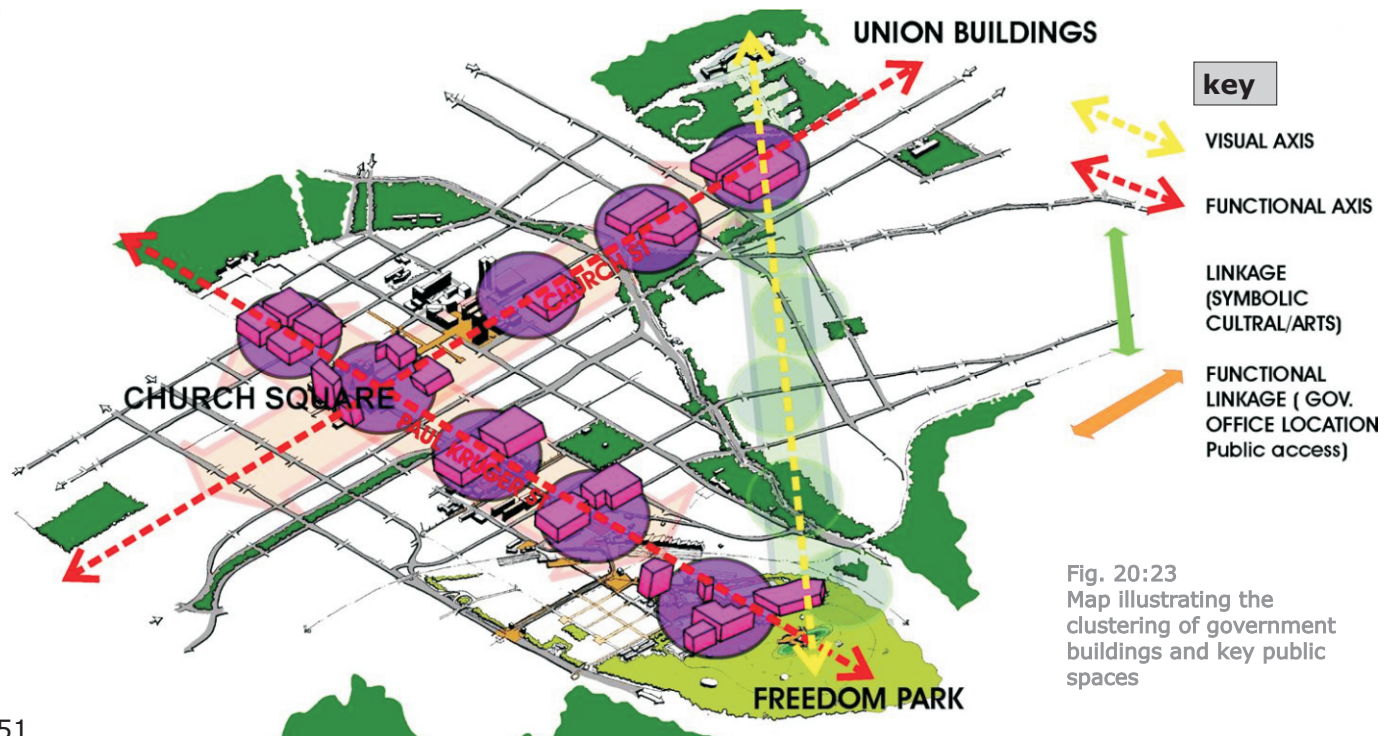 UNION BUILDINGS
key
VISUAL AXIS
FUNCTIONAL AXIS
LINKAGE
(SYMBOLIC
CULTRAL/ARTS)
FUNCTIONAL
LINKAGE ( GOV.
OFFICE LOCATION
Public access)
CHURCH ST
CHURCH SQUARE
PAUL KRUGER ST
FREEDOM PARK
Fig. 20:23
Map illustrating the
clustering of government
buildings and key public
spaces
51